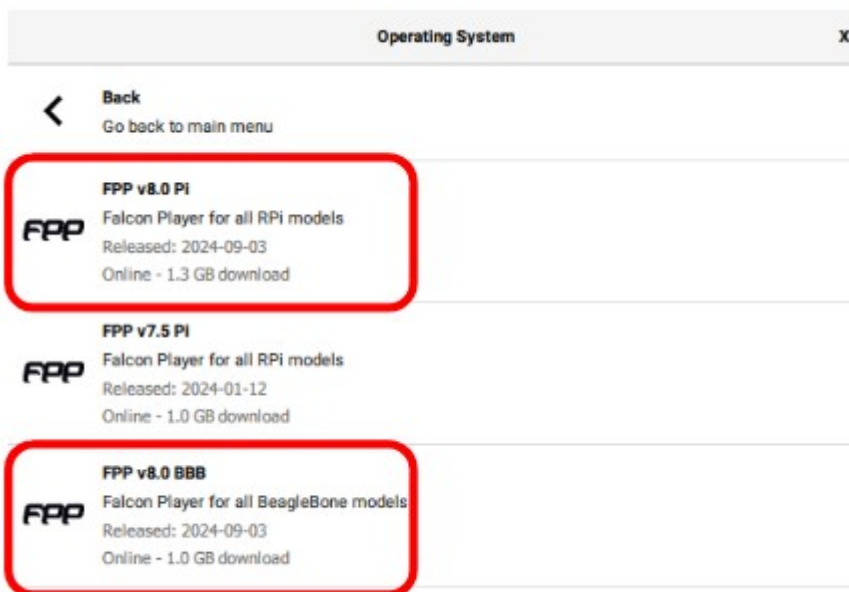 Operating System
X
Back
Go back to main menu
FPP
FPP v8.0 Pi
Falcon Player for all RPi models
Released: 2024-09-03
Online - 1.3 GB download
FPP
FPP v7.5 Pi
Falcon Player for all RPi models
Released: 2024-01-12
Online - 1.0 GB download
FPP
FPP v8.0 BBB
Falcon Player for all BeagleBone models
Released: 2024-09-03
Online - 1.0 GB download